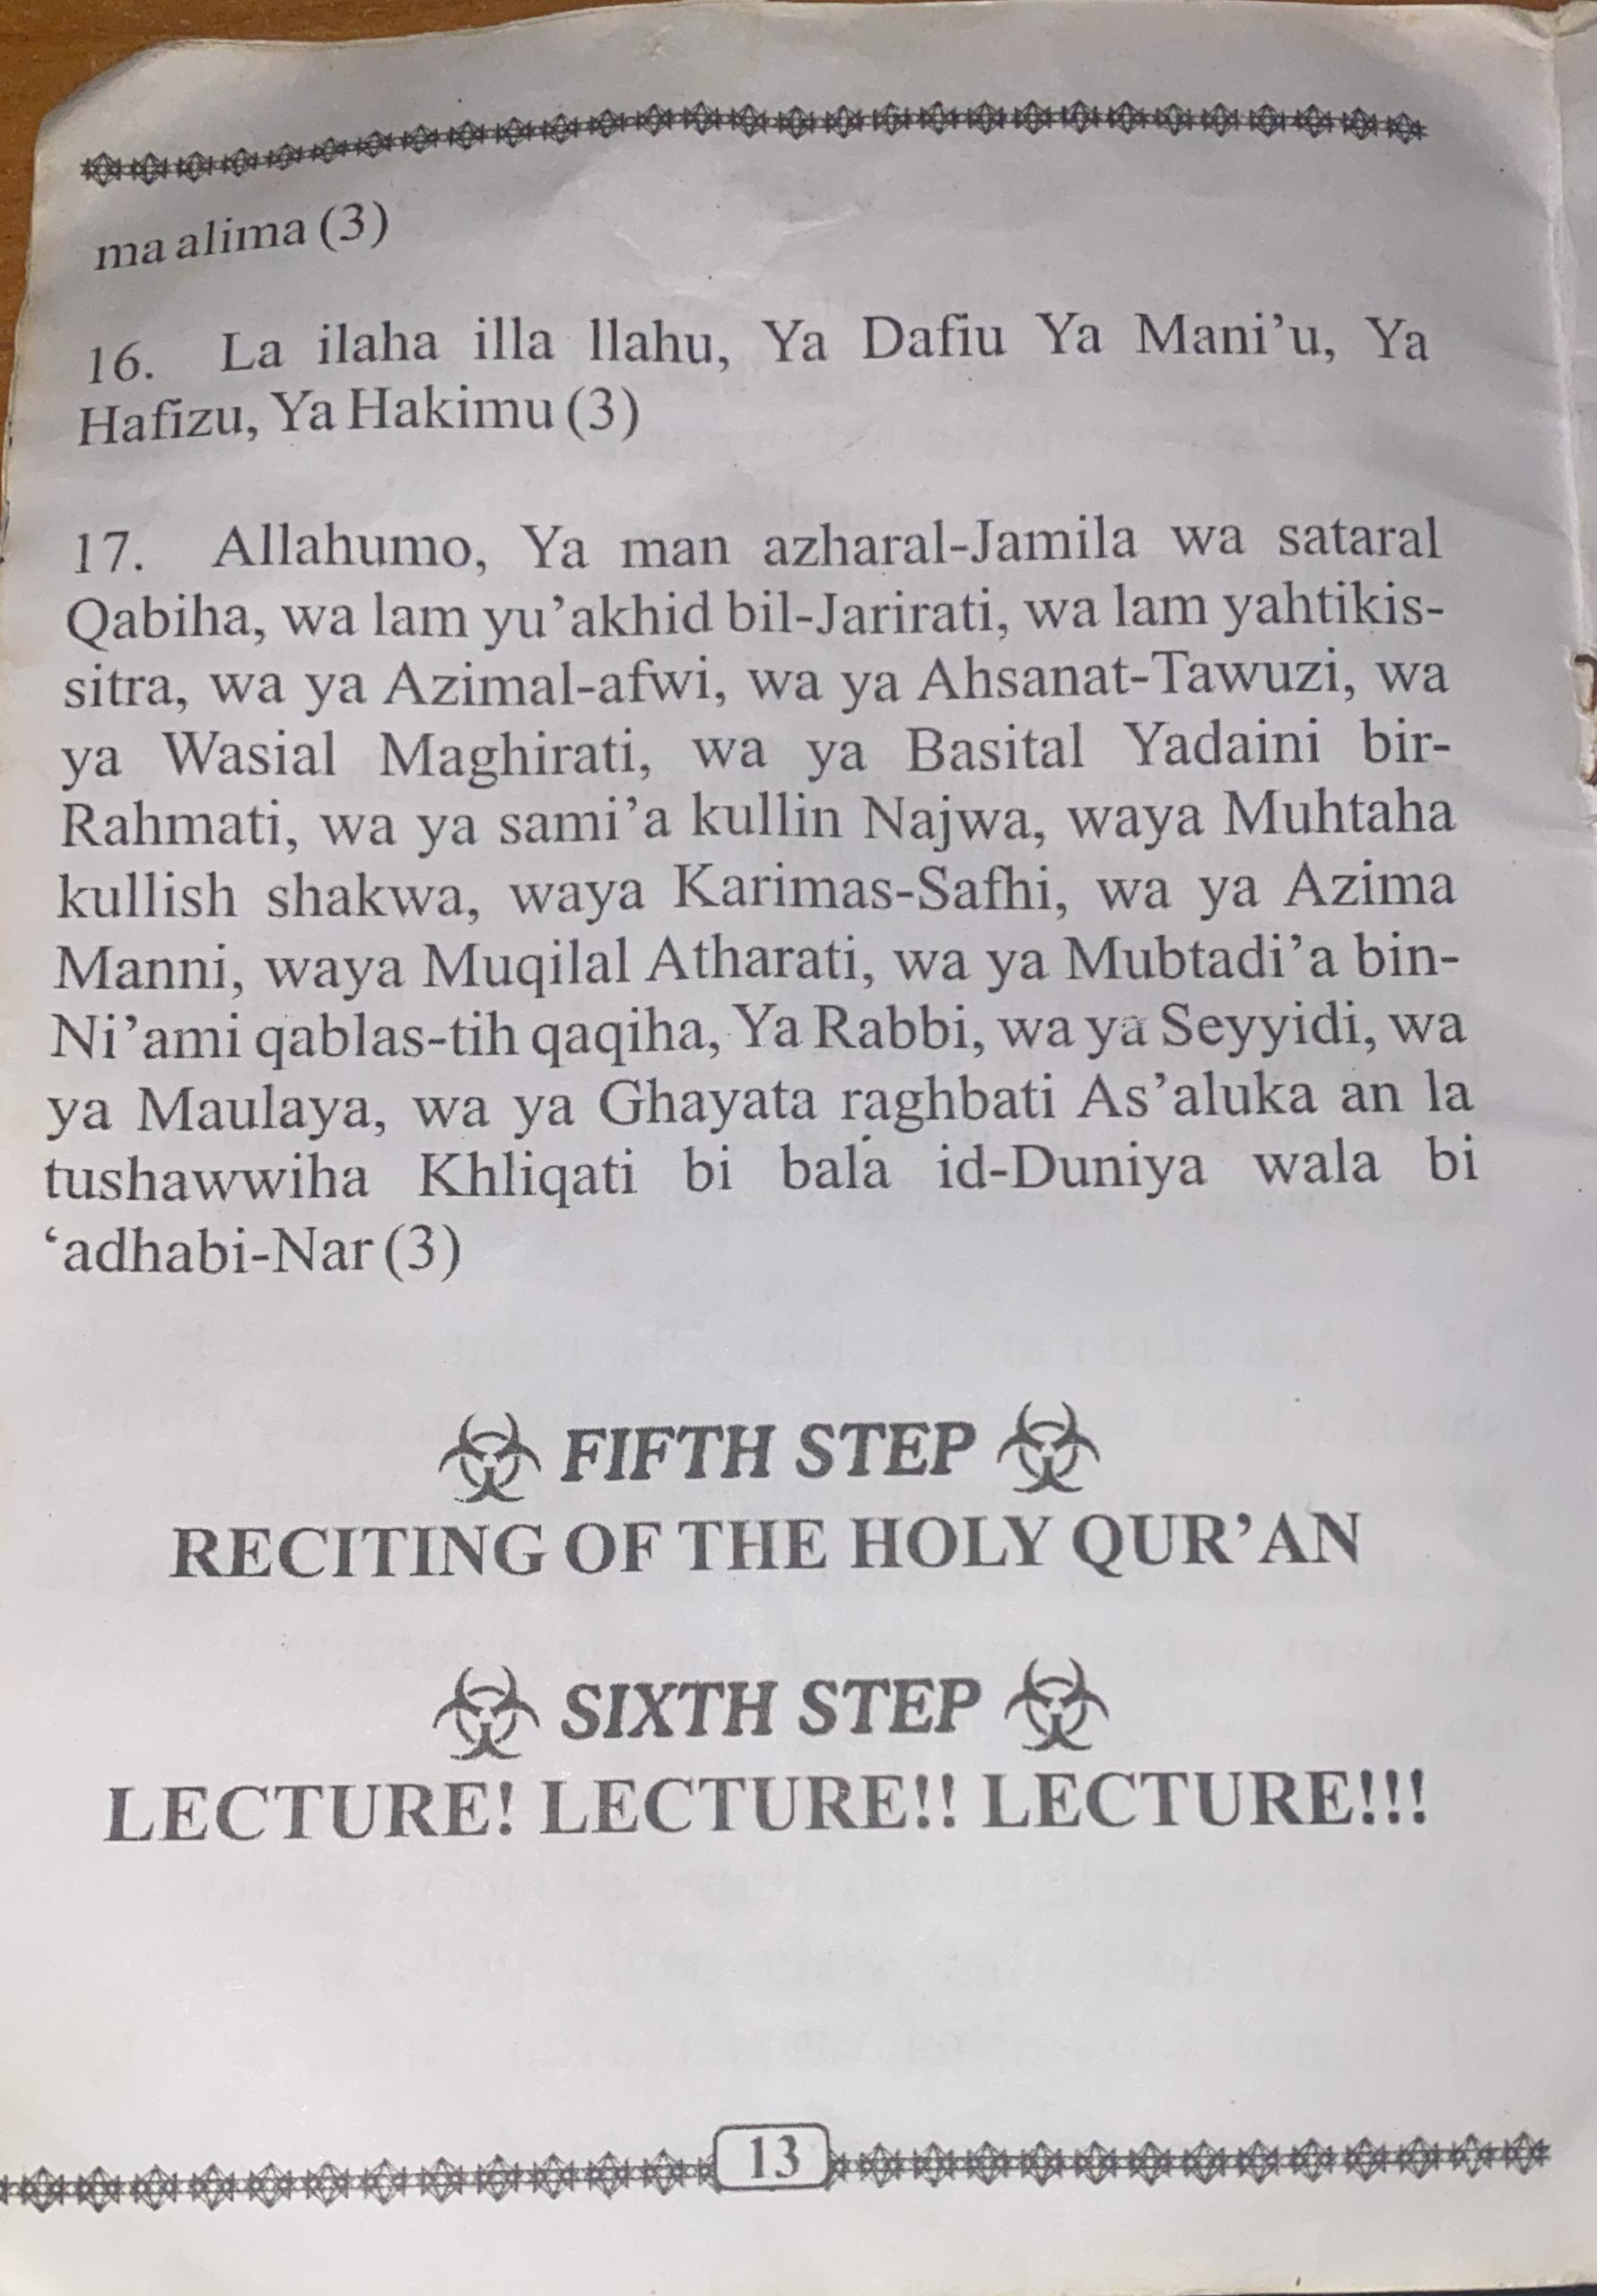 ma alima (3)
16. La ilaha illa llahu, Ya Dafiu Ya Mani’u, Ya
Hafizu, Ya Hakimu (3)
17. Allahumo, Ya man azharal-Jamila wa sataral
Qabiha, wa lam yu’akhid bil-Jarirati, wa lam yahtikis-
sitra, wa ya Azimal-afwi, wa ya Ahsanat-Tawuzi, wa
ya Wasial Maghirati, wa ya Basital Yadaini bir-
Rahmati, wa ya sami’a kullin Najwa, waya Muhtaha
kullish shakwa, waya Karimas-Safhi, wa ya Azima
Manni, waya Muqilal Atharati, wa ya Mubtadi’a bin-
Ni’ami qablas-tih qaqiha, Ya Rabbi, wa ya Seyyidi, wa
ya Maulaya, wa ya Ghayata raghbati As’aluka an la
tushawwiha Khliqati bi bala id-Duniya wala bi
‘adhabi-Nar (3)
FIFTH STEP
RECITING OF THE HOLY QUR’AN
SIXTH STEP
LECTURE! LECTURE!! LECTURE!!!
13